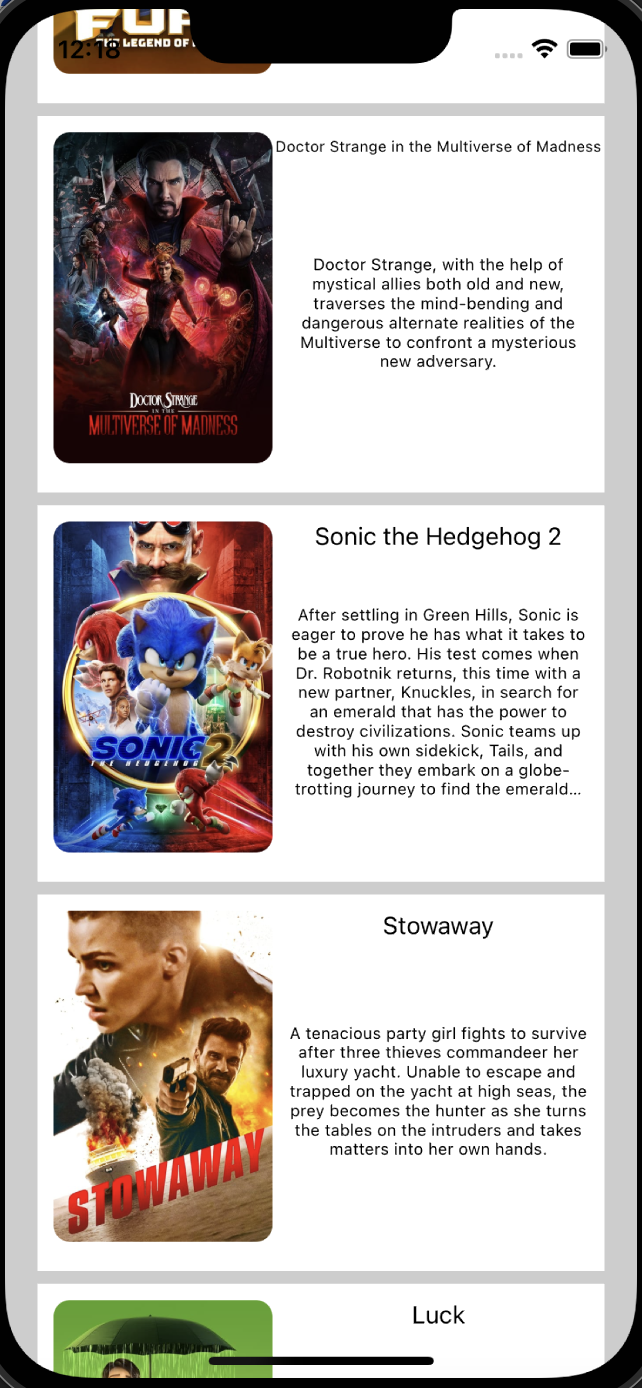 FUR
THE LEGEND OF
12:18
Doctor Strange in the Multiverse of Madness
Doctor Strange, with the help of
mystical allies both old and new,
traverses the mind-bending and
dangerous alternate realities of the
Multiverse to confront a mysterious
new adversary.
DOCTOR STRANGE
IN THE
MULTIVERSE OF MADNESS
Sonic the Hedgehog 2
After settling in Green Hills, Sonic is
eager to prove he has what it takes to
be a true hero. His test comes when
Dr. Robotnik returns, this time with a
new partner, Knuckles, in search for
an emerald that has the power to
destroy civilizations. Sonic teams up
with his own sidekick, Tails, and
together they embark on a globe-
trotting journey to find the emerald...
SONIC 2
THE HEDGEHOG
Stowaway
A tenacious party girl fights to survive
after three thieves commandeer her
luxury yacht. Unable to escape and
trapped on the yacht at high seas, the
prey becomes the hunter as she turns
the tables on the intruders and takes
matters into her own hands.
STOWAWAY
Luck